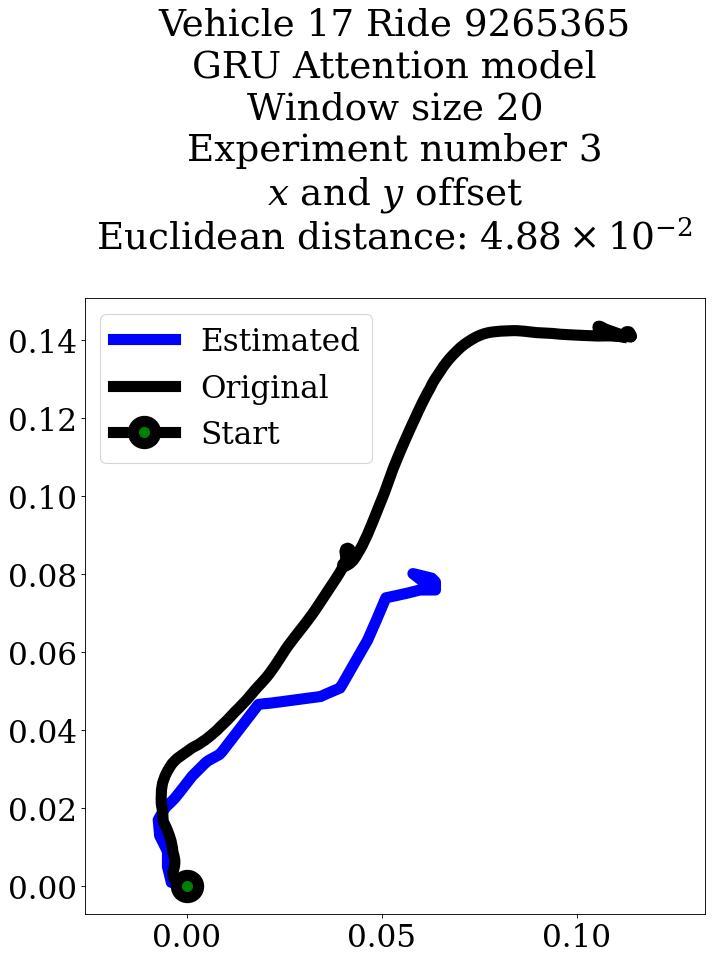 Vehicle 17 Ride 9265365
GRU Attention model
Window size 20
Experiment number 3
x and y offset
Euclidean distance: 4.88 × 10⁻²
Estimated
Original
Start
0.14
0.12
0.10
0.08
0.06
0.04
0.02
0.00
0.00 0.05 0.10